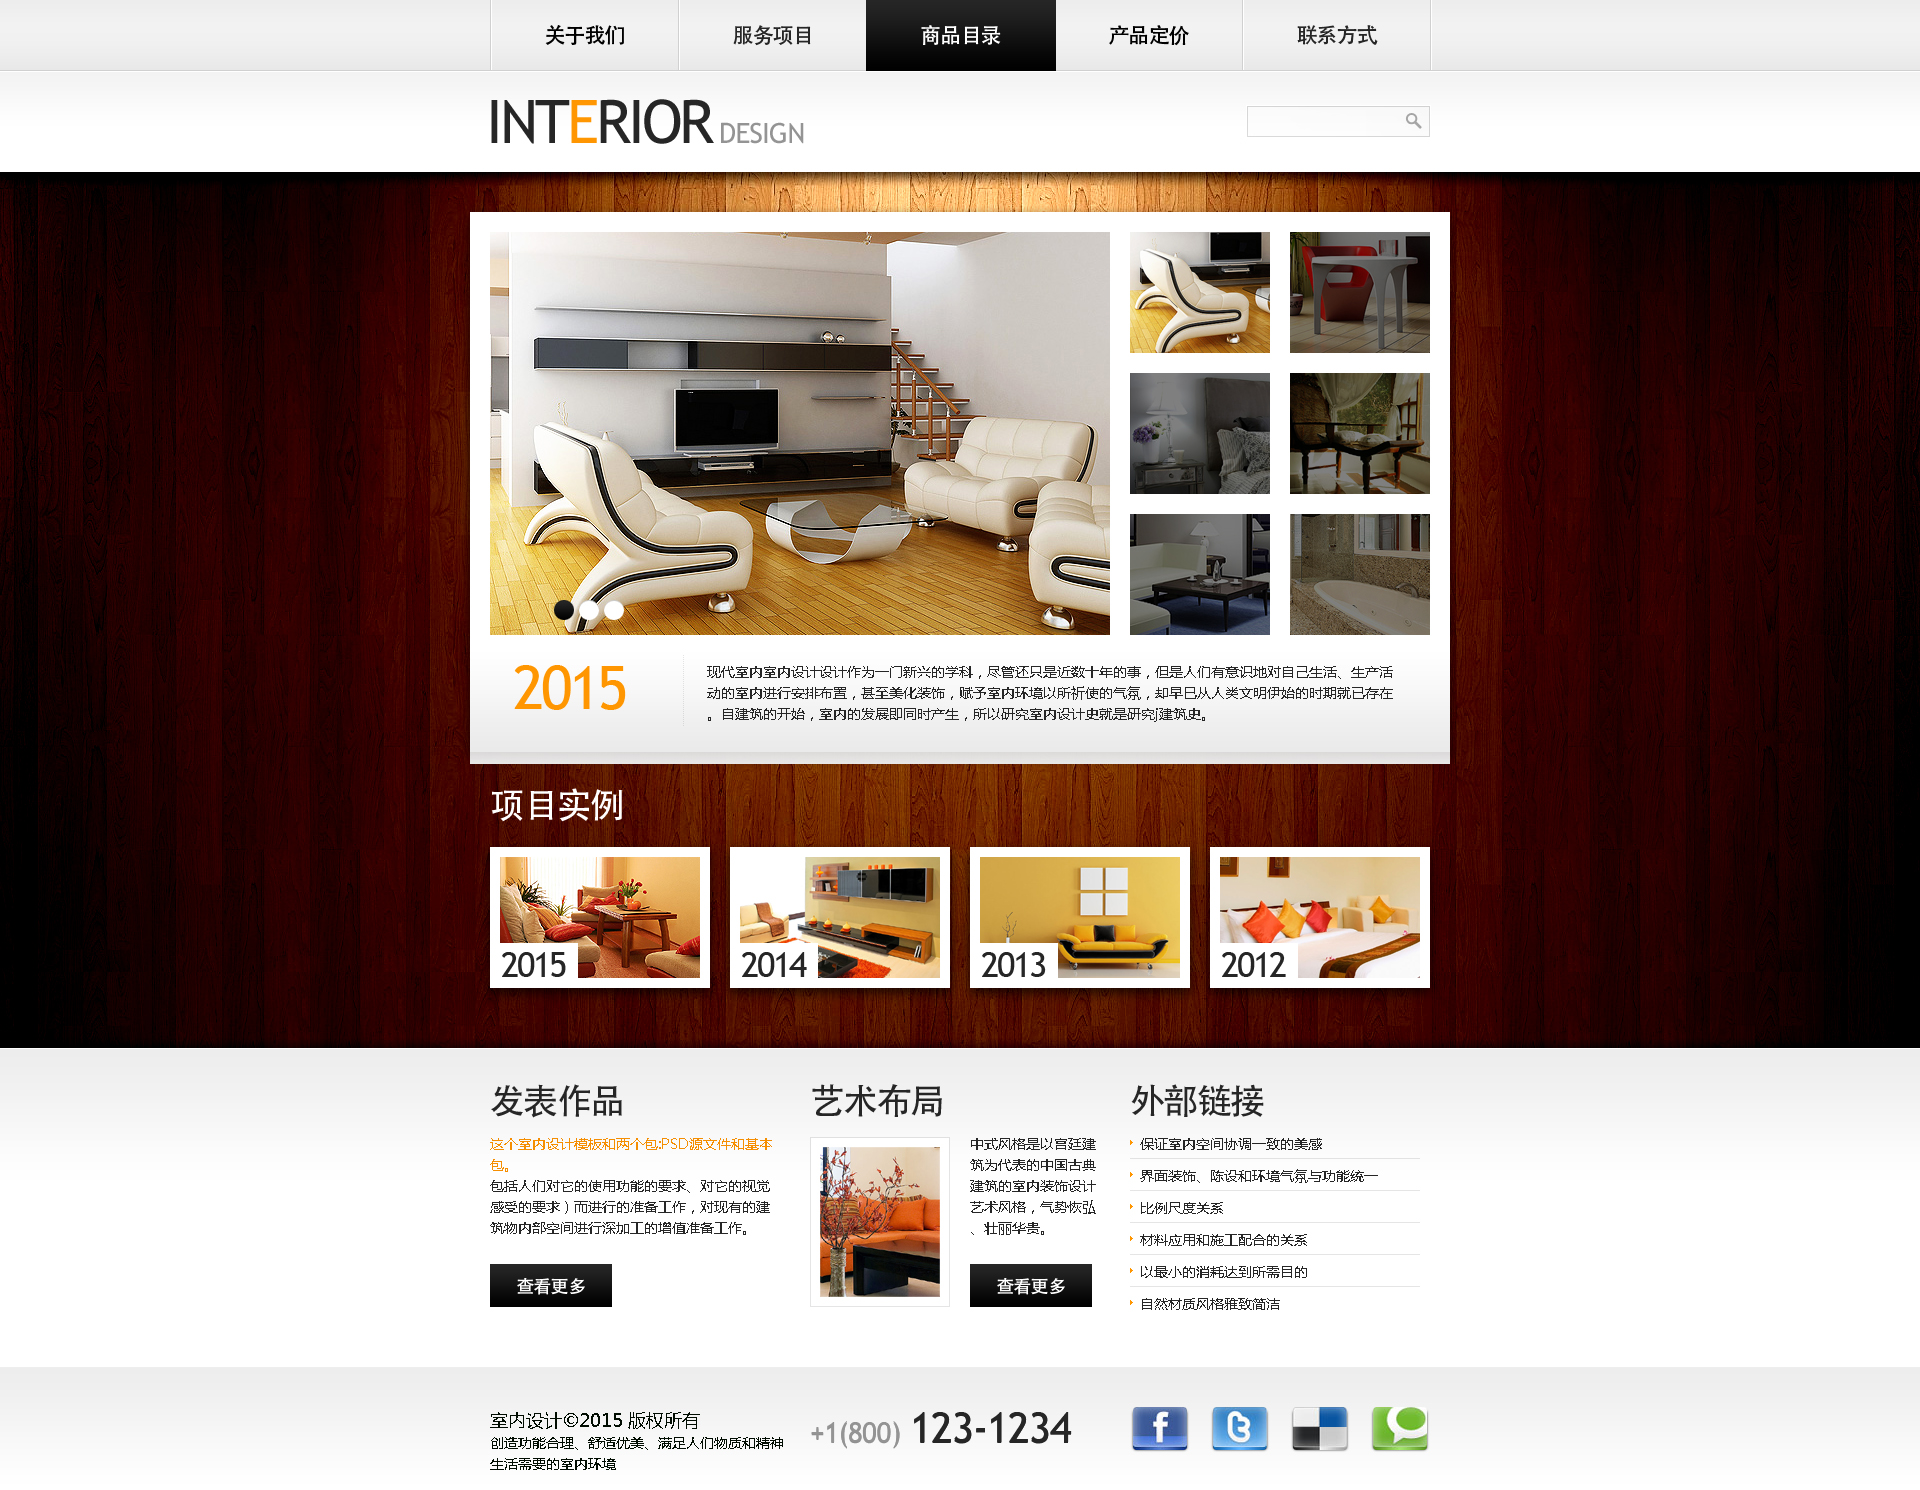 关于我们
服务项目
商品目录
产品定价
联系方式
INTERIOR DESIGN
2015
现代室内室内设计设计作为一门新兴的学科，尽管还只是近数十年的事，但是人们有意识地对自己生活、生产活
动的室内进行安排布置，甚至美化装饰，赋予室内环境以所祈使的气氛，却早已从人类文明伊始的时期就已存在
。自建筑的开始，室内的发展即同时产生，所以研究室内设计史就是研究j建筑史。
项目实例
2015
2014
2013
2012
发表作品
这个室内设计模板和两个包:PSD源文件和基本
包。
包括人们对它的使用功能的要求、对它的视觉
感受的要求）而进行的准备工作，对现有的建
筑物内部空间进行深加工的增值准备工作。
查看更多
艺术布局
中式风格是以宫廷建
筑为代表的中国古典
建筑的室内装饰设计
艺术风格，气势恢弘
、壮丽华贵。
查看更多
外部链接
保证室内空间协调一致的美感
界面装饰、陈设和环境气氛与功能统一
比例尺度关系
材料应用和施工配合的关系
以最小的消耗达到所需目的
自然材质风格雅致简洁
室内设计©2015 版权所有
创造功能合理、舒适优美、满足人们物质和精神
生活需要的室内环境
+1(800) 123-1234